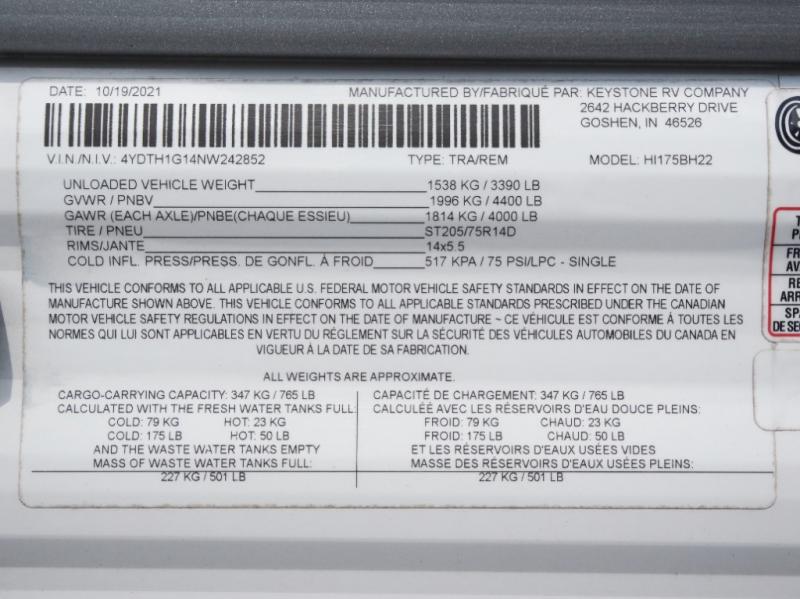 DATE: 10/19/2021 MANUFACTURED BY/FABRIQUÉ PAR: KEYSTONE RV COMPANY
2642 HACKBERRY DRIVE
GOSHEN, IN 46526
V.I.N./N.I.V.: 4YDTH1G14NW242852 TYPE: TRA/REM MODEL: HI175BH22
UNLOADED VEHICLE WEIGHT 1538 KG / 3390 LB
GVWR / PNBV 1996 KG / 4400 LB
GAWR (EACH AXLE)/PNBE(CHAQUE ESSIEU) 1814 KG / 4000 LB
TIRE / PNEU ST205/75R14D
RIMS/JANTE 14x5.5
COLD INFL. PRESS/PRESS. DE GONFL. À FROID 517 KPA / 75 PSI/LPC - SINGLE
THIS VEHICLE CONFORMS TO ALL APPLICABLE U.S. FEDERAL MOTOR VEHICLE SAFETY STANDARDS IN EFFECT ON THE DATE OF
MANUFACTURE SHOWN ABOVE. THIS VEHICLE CONFORMS TO ALL APPLICABLE STANDARDS PRESCRIBED UNDER THE CANADIAN
MOTOR VEHICLE SAFETY REGULATIONS IN EFFECT ON THE DATE OF MANUFACTURE ~ CE VÉHICULE EST CONFORME À TOUTES LES
NORMES QUI LUI SONT APPLICABLES EN VERTU DU RÉGLEMENT SUR LA SÉCURITÉ DES VÉHICULES AUTOMOBILES DU CANADA EN
VIGUEUR À LA DATE DE SA FABRICATION.
ALL WEIGHTS ARE APPROXIMATE.
CARGO-CARRYING CAPACITY: 347 KG / 765 LB
CALCULATED WITH THE FRESH WATER TANKS FULL:
COLD: 79 KG HOT: 23 KG
COLD: 175 LB HOT: 50 LB
AND THE WASTE WATER TANKS EMPTY
MASS OF WASTE WATER TANKS FULL:
227 KG / 501 LB
CAPACITÉ DE CHARGEMENT: 347 KG / 765 LB
CALCULÉE AVEC LES RÉSERVOIRS D'EAU DOUCE PLEINS:
FROID: 79 KG CHAUD: 23 KG
FROID: 175 LB CHAUD: 50 LB
ET LES RÉSERVOIRS D'EAUX USÉES VIDES
MASSE DES RÉSERVOIRS D'EAUX USÉES PLEINS:
227 KG / 501 LB